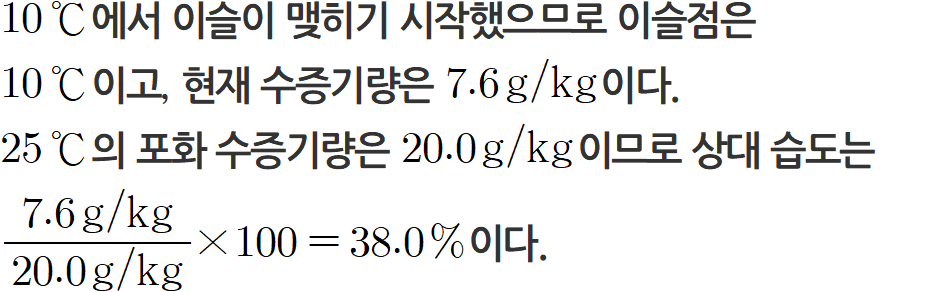 10 ℃에서 이슬이 맺히기 시작했으므로 이슬점은
10 ℃이고, 현재 수증기량은 7.6 g/kg이다.
25 ℃의 포화 수증기량은 20.0 g/kg이므로 상대 습도는
7.6 g/kg
20.0 g/kg
×100 = 38.0 %이다.